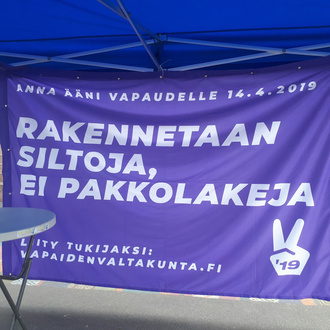 ANNA ÄÄNI VAPAUDELLE 14.4.2019
RAKENNETAAN
SILTOJA,
EI PAKKOLAKEJA
LIITY TUKIJAKSI:
VAPAIDENVALTAKUNTA.FI
'19